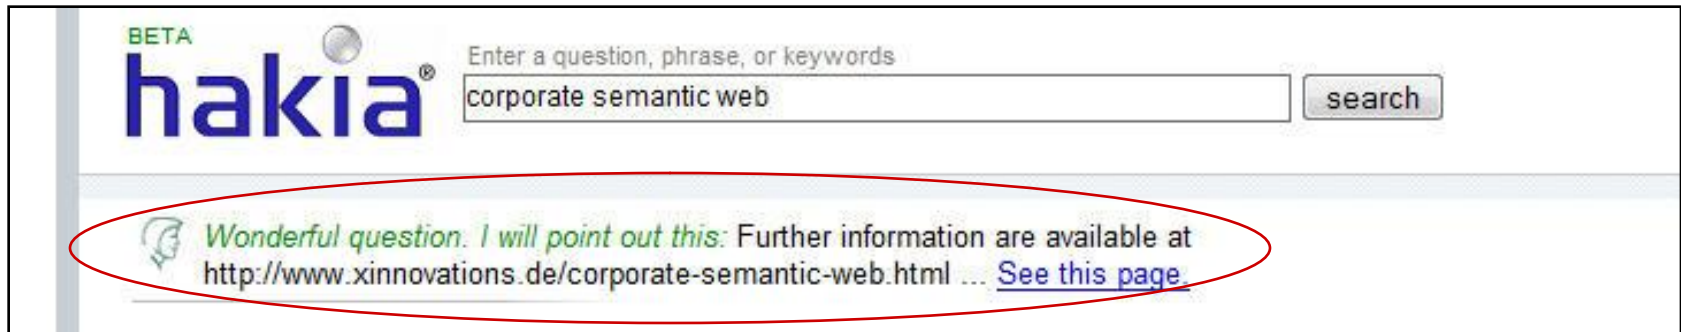 BETA
hakia®
Enter a question, phrase, or keywords
corporate semantic web
search
Wonderful question. I will point out this: Further information are available at
http://www.xinnovations.de/corporate-semantic-web.html ... See this page.